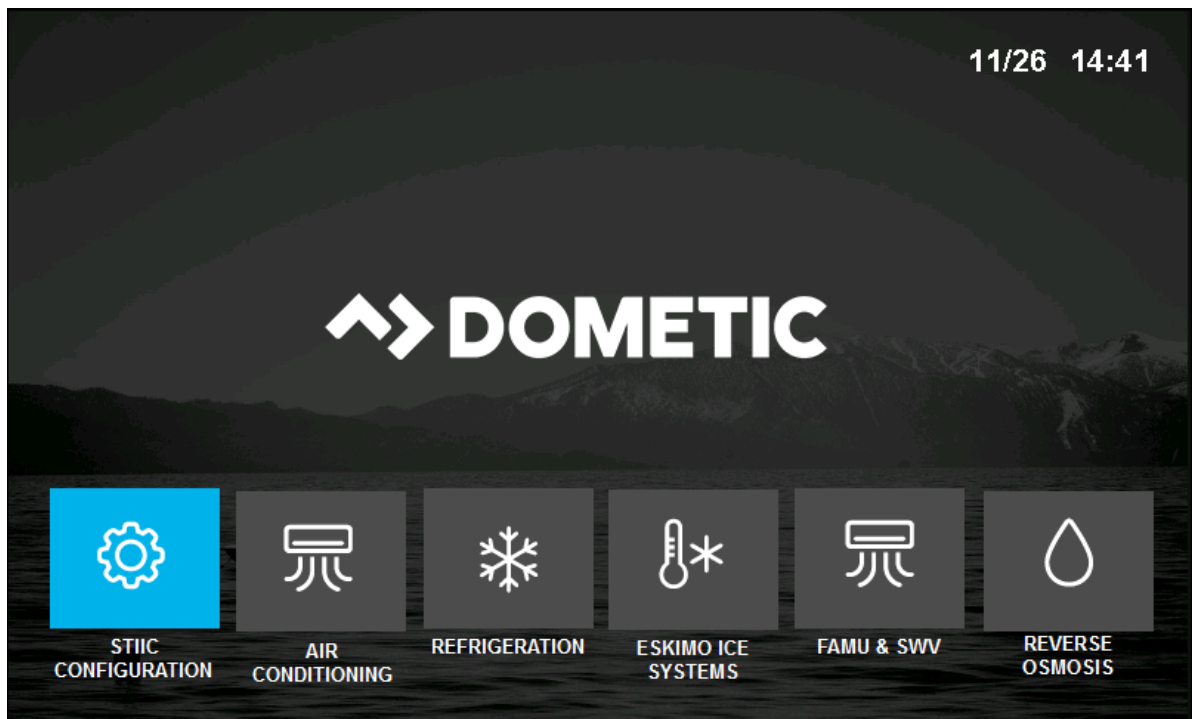 11/26 14:41
DOMETIC
STIIC
CONFIGURATION
AIR
CONDITIONING
REFRIGERATION
ESKIMO ICE
SYSTEMS
FAMU & SWV
REVERSE
OSMOSIS